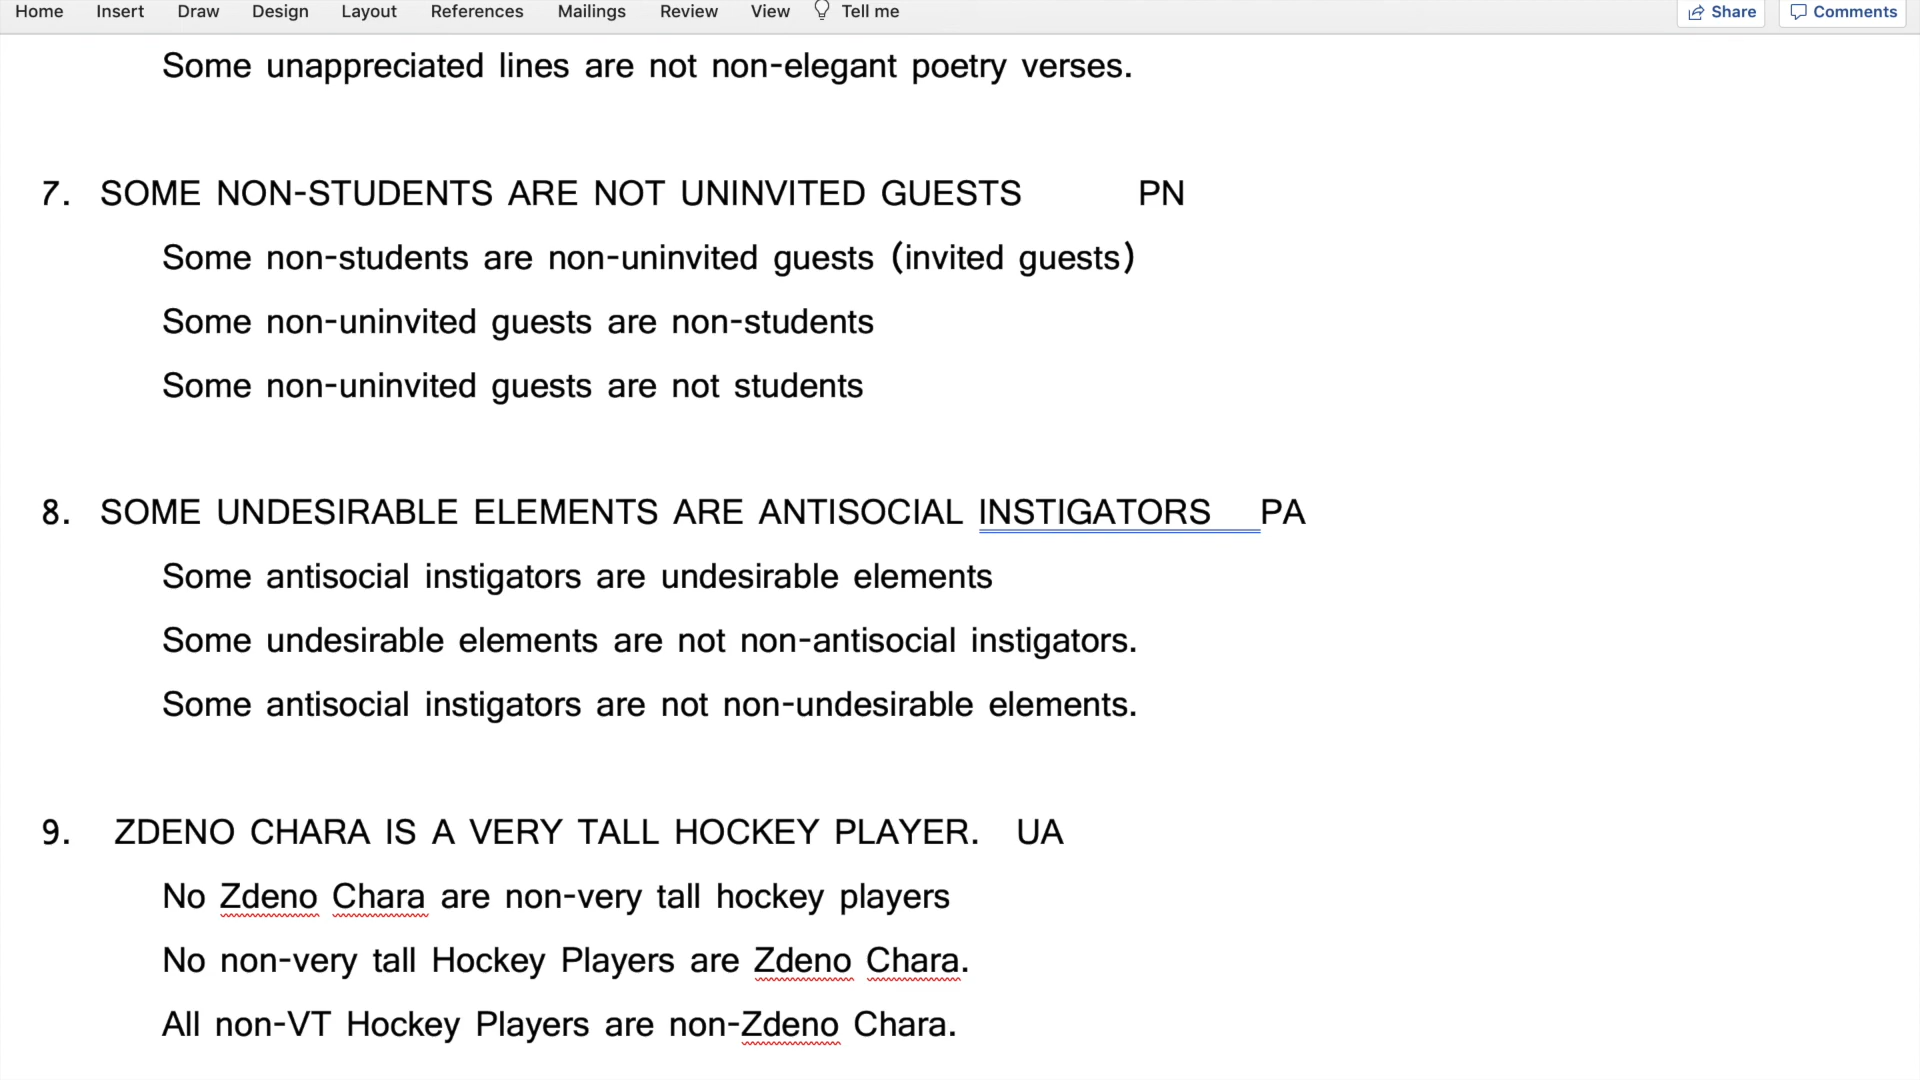 Home Insert Draw Design Layout References Mailings Review View Tell me Share Comments
Some unappreciated lines are not non-elegant poetry verses.
7. SOME NON-STUDENTS ARE NOT UNINVITED GUESTS PN
Some non-students are non-uninvited guests (invited guests)
Some non-uninvited guests are non-students
Some non-uninvited guests are not students
8. SOME UNDESIRABLE ELEMENTS ARE ANTISOCIAL INSTIGATORS PA
Some antisocial instigators are undesirable elements
Some undesirable elements are not non-antisocial instigators.
Some antisocial instigators are not non-undesirable elements.
9. ZDENO CHARA IS A VERY TALL HOCKEY PLAYER. UA
No Zdeno Chara are non-very tall hockey players
No non-very tall Hockey Players are Zdeno Chara.
All non-VT Hockey Players are non-Zdeno Chara.